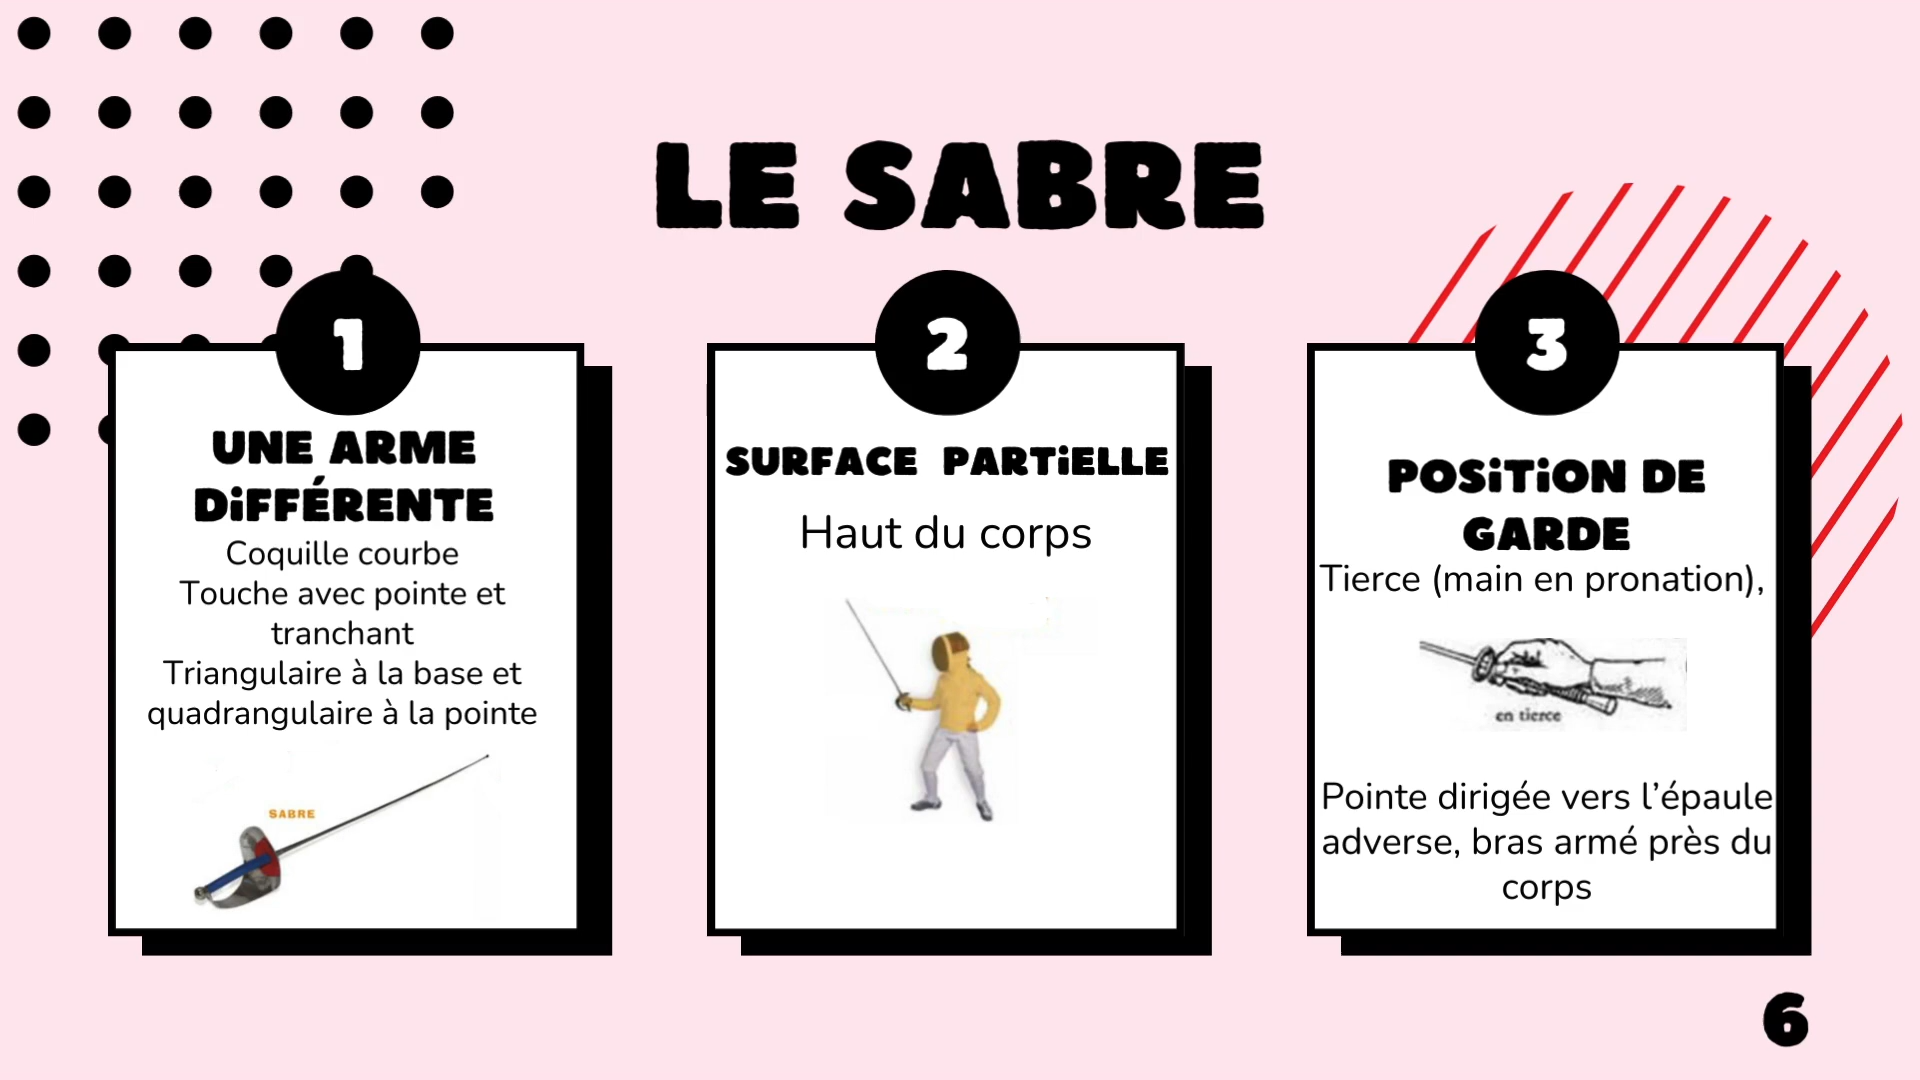 LE SABRE
1
UNE ARME
DiFFÉRENTE
Coquille courbe
Touche avec pointe et
tranchant
Triangulaire à la base et
quadrangulaire à la pointe
SABRE
2
SURFACE PARTiELLE
Haut du corps
3
POSiTiON DE
GARDE
Tierce (main en pronation),
en tierce
Pointe dirigée vers l’épaule
adverse, bras armé près du
corps
6